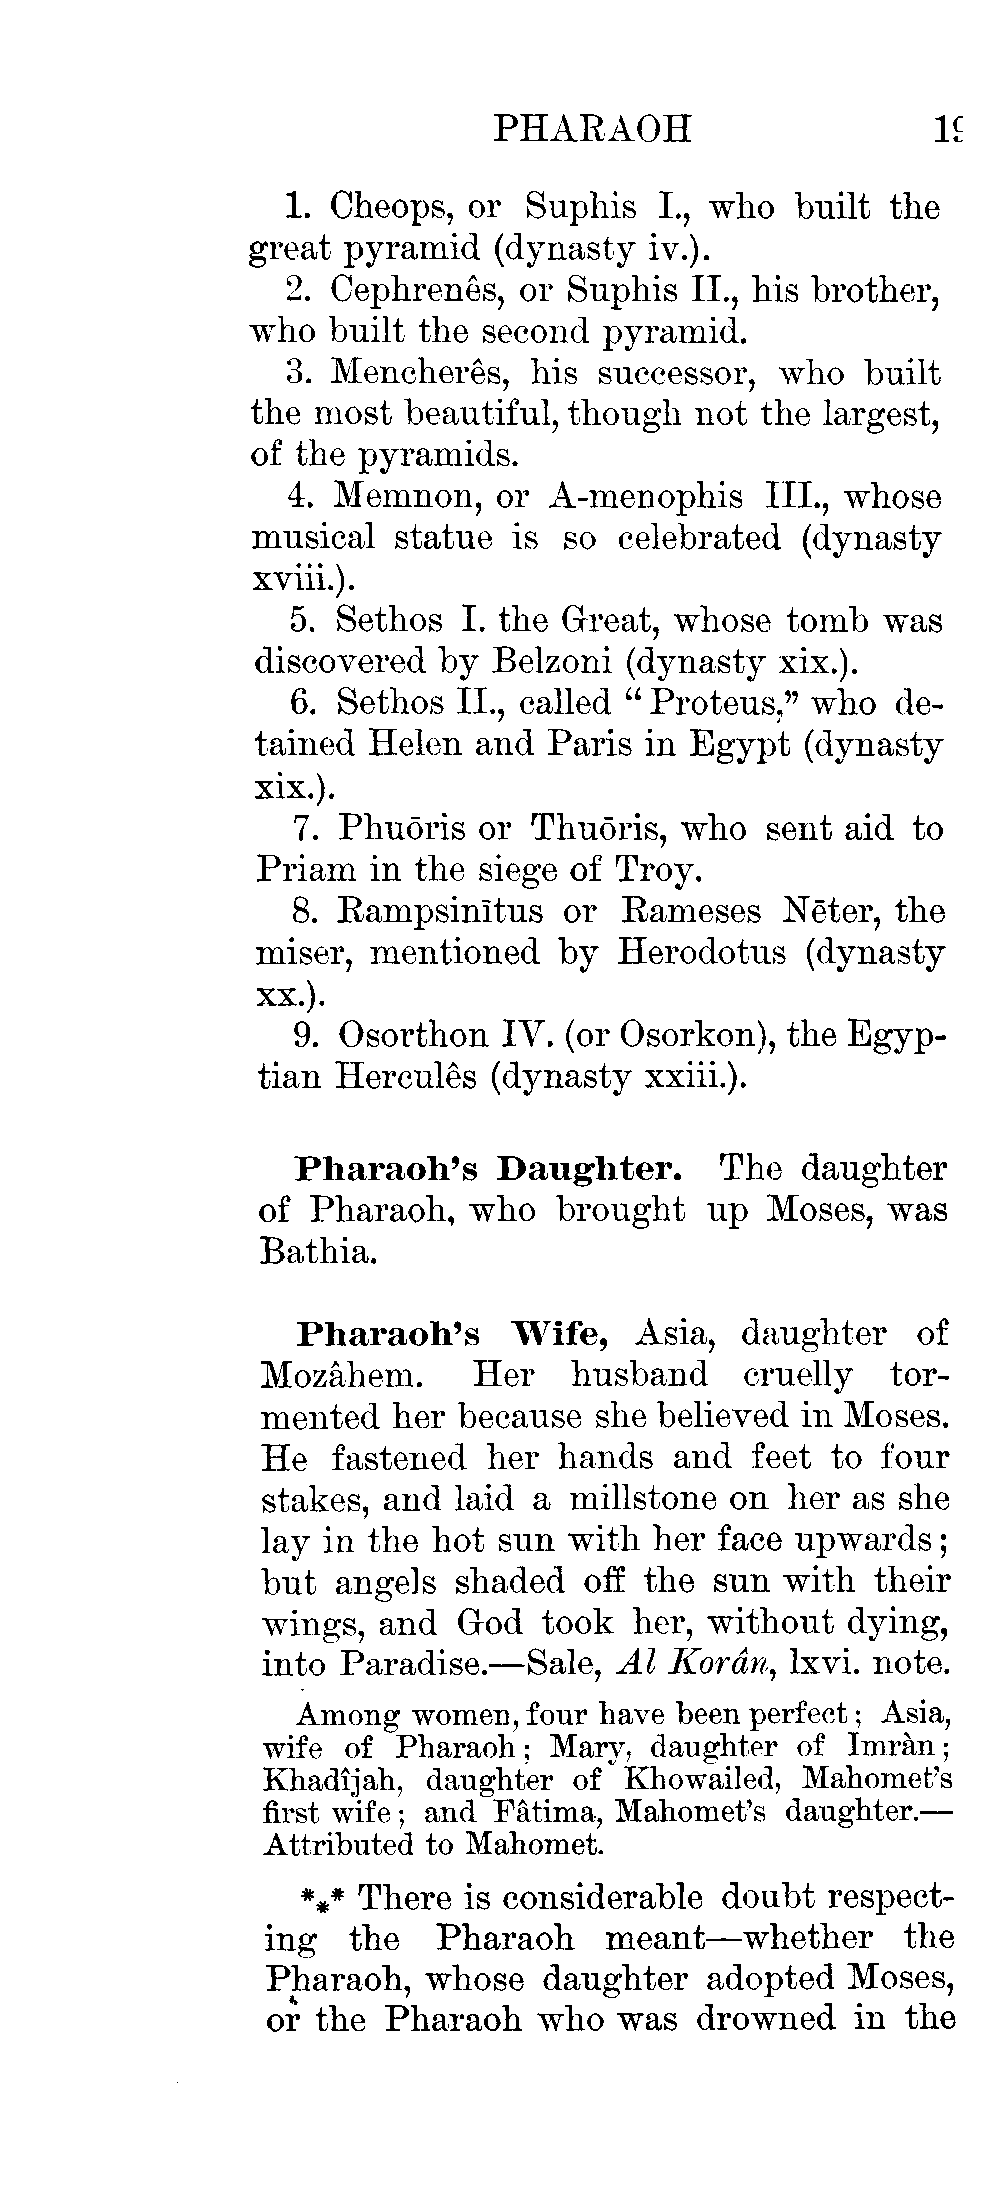 PHARAOH 19
1. Cheops, or Suphis I., who built the
great pyramid (dynasty iv.).
2. Cephrenês, or Suphis II., his brother,
who built the second pyramid.
3. Mencherês, his successor, who built
the most beautiful, though not the largest,
of the pyramids.
4. Memnon, or A-menophis III., whose
musical statue is so celebrated (dynasty
xviii.).
5. Sethos I. the Great, whose tomb was
discovered by Belzoni (dynasty xix.).
6. Sethos II., called “Proteus,” who de-
tained Helen and Paris in Egypt (dynasty
xix.).
7. Phuōris or Thuōris, who sent aid to
Priam in the siege of Troy.
8. Rampsinītus or Rameses Nēter, the
miser, mentioned by Herodotus (dynasty
xx.).
9. Osorthon IV. (or Osorkon), the Egyp-
tian Herculês (dynasty xxiii.).
Pharaoh’s Daughter. The daughter
of Pharaoh, who brought up Moses, was
Bathia.
Pharaoh’s Wife, Asia, daughter of
Mozâhem. Her husband cruelly tor-
mented her because she believed in Moses.
He fastened her hands and feet to four
stakes, and laid a millstone on her as she
lay in the hot sun with her face upwards;
but angels shaded off the sun with their
wings, and God took her, without dying,
into Paradise.—Sale, Al Korân, lxvi. note.
Among women, four have been perfect; Asia,
wife of Pharaoh; Mary, daughter of Imràn;
Khadîjah, daughter of Khowailed, Mahomet’s
first wife; and Fâtima, Mahomet’s daughter.—
Attributed to Mahomet.
*⁎* There is considerable doubt respect-
ing the Pharaoh meant—whether the
Pharaoh, whose daughter adopted Moses,
or the Pharaoh who was drowned in the